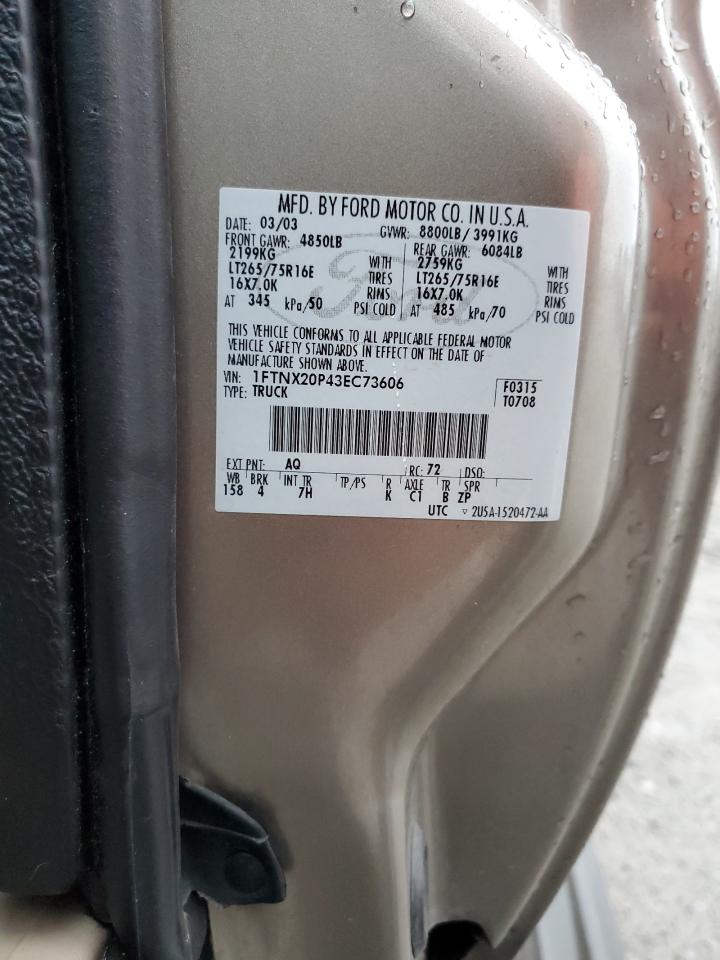 MFD. BY FORD MOTOR CO. IN U.S.A.
DATE: 03/03 GVWR: 8800LB/ 3991KG
FRONT GAWR: 4850LB REAR GAWR: 6084LB
2199KG WITH 2759KG WITH
LT265/75R16E TIRES LT265/75R16E TIRES
16X7.0K RIMS 16X7.0K RIMS
AT 345 kPa/50 PSI COLD AT 485 kPa/70 PSI COLD
Ford
THIS VEHICLE CONFORMS TO ALL APPLICABLE FEDERAL MOTOR
VEHICLE SAFETY STANDARDS IN EFFECT ON THE DATE OF
MANUFACTURE SHOWN ABOVE.
VIN: 1FTNX20P43EC73606 F0315
TYPE: TRUCK T0708
EXT PNT: AQ RC: 72 DSO:
WB BRK INT TR TP/PS R AXLE TR SPR
158 4 7H K C1 B ZP
UTC ▽ 2U5A-1520472-AA